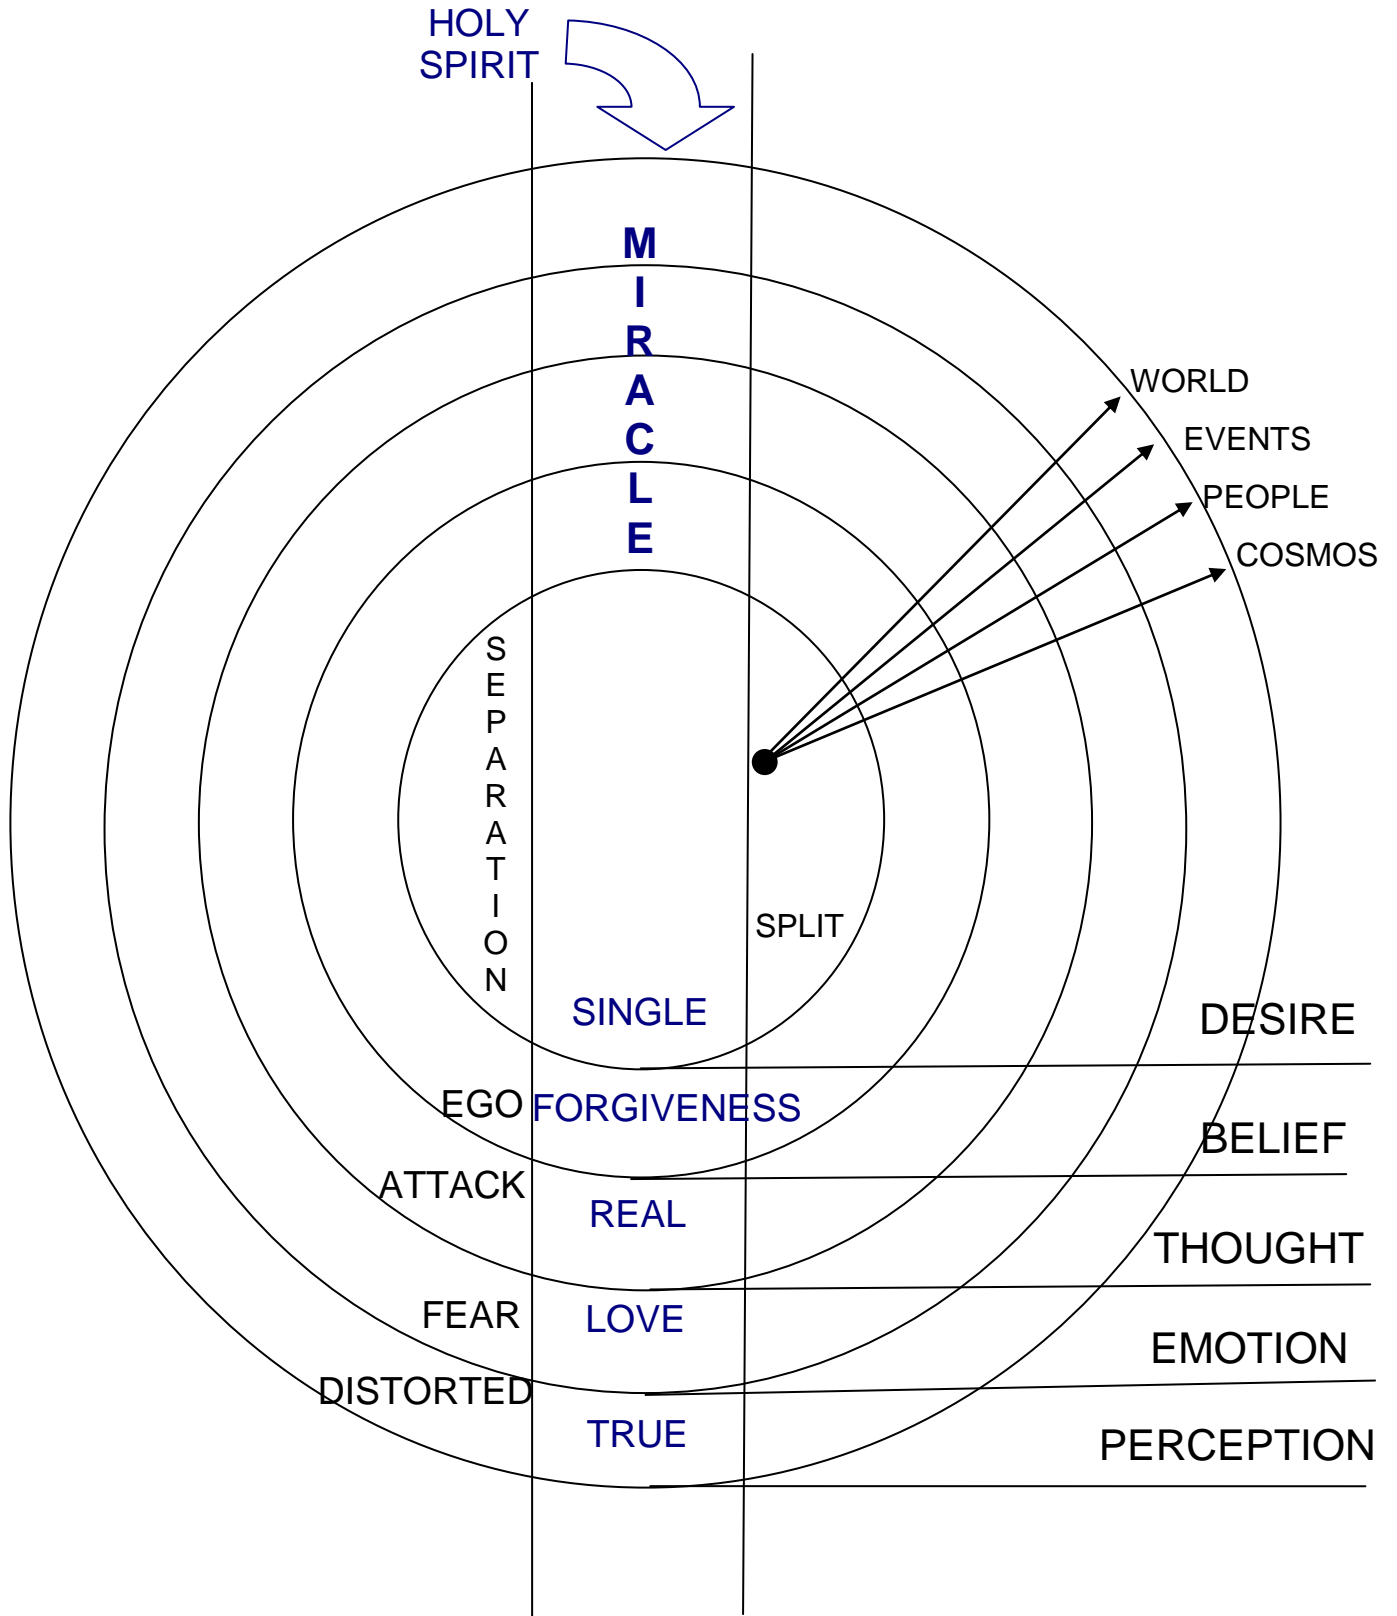 HOLY
SPIRIT
MIRACLE
WORLD
EVENTS
PEOPLE
COSMOS
SEPARATION
SPLIT
SINGLE
DESIRE
EGO FORGIVENESS
BELIEF
ATTACK
REAL
THOUGHT
FEAR
LOVE
EMOTION
DISTORTED
TRUE
PERCEPTION